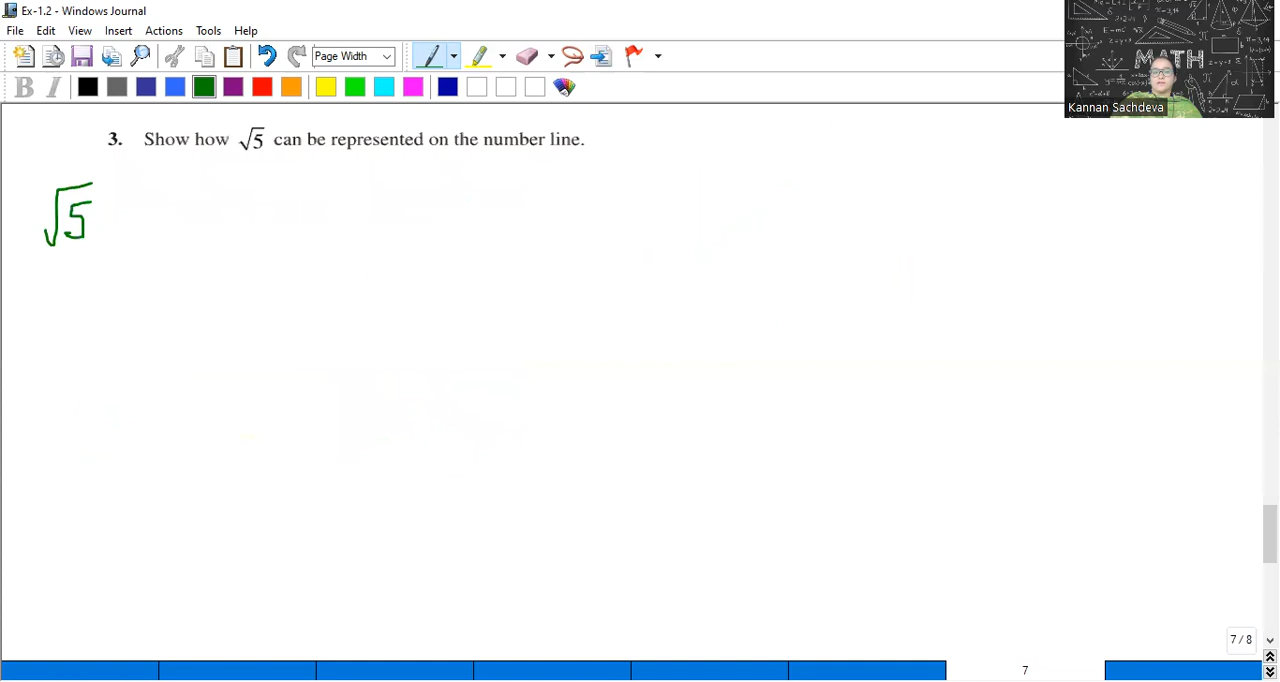 Ex-1.2 - Windows Journal
File Edit View Insert Actions Tools Help
Page Width
B I
MATH
Kannan Sachdeva
3. Show how √5 can be represented on the number line.
√5
7 / 8
7